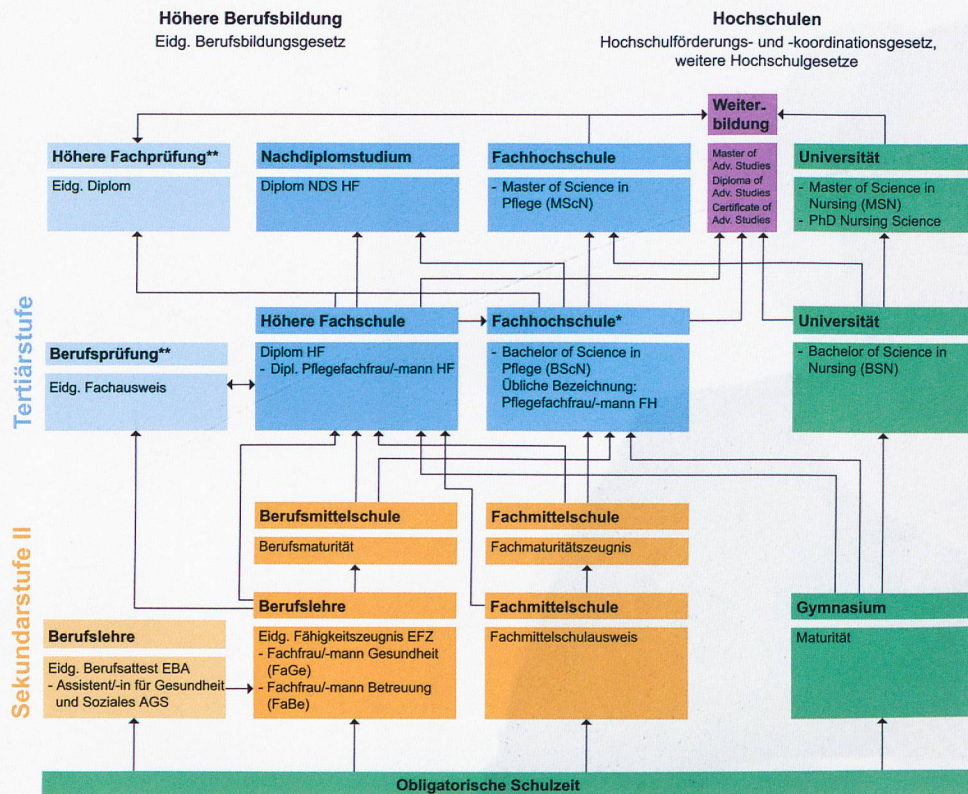 Höhere Berufsbildung
Eidg. Berufsbildungsgesetz
Hochschulen
Hochschulförderungs- und -koordinationsgesetz,
weitere Hochschulgesetze
Weiter-
bildung
Master of
Adv. Studies
Diploma of
Adv. Studies
Certificate of
Adv. Studies
Höhere Fachprüfung**
Eidg. Diplom
Nachdiplomstudium
Diplom NDS HF
Fachhochschule
- Master of Science in
Pflege (MScN)
Universität
- Master of Science in
Nursing (MSN)
- PhD Nursing Science
Tertiärstufe
Berufsprüfung**
Eidg. Fachausweis
Höhere Fachschule
Diplom HF
- Dipl. Pflegefachfrau/-mann HF
Fachhochschule*
- Bachelor of Science in
Pflege (BScN)
Übliche Bezeichnung:
Pflegefachfrau/-mann FH
Universität
- Bachelor of Science in
Nursing (BSN)
Sekundarstufe II
Berufsmittelschule
Berufsmaturität
Fachmittelschule
Fachmaturitätszeugnis
Berufslehre
Eidg. Berufsattest EBA
- Assistent/-in für Gesundheit
und Soziales AGS
Berufslehre
Eidg. Fähigkeitszeugnis EFZ
- Fachfrau/-mann Gesundheit
(FaGe)
- Fachfrau/-mann Betreuung
(FaBe)
Fachmittelschule
Fachmittelschulausweis
Gymnasium
Maturität
Obligatorische Schulzeit